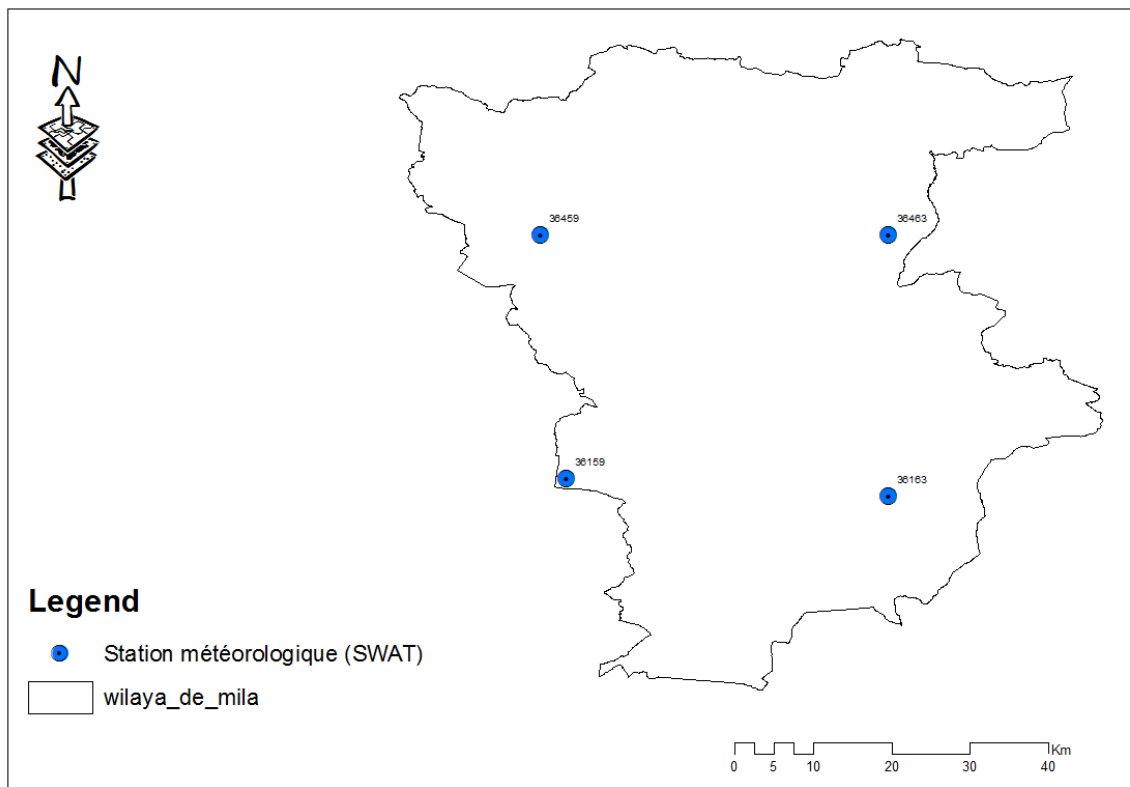 N
36459
36463
36159
36163
Legend
Station météorologique (SWAT)
wilaya_de_mila
Km
0 5 10 20 30 40